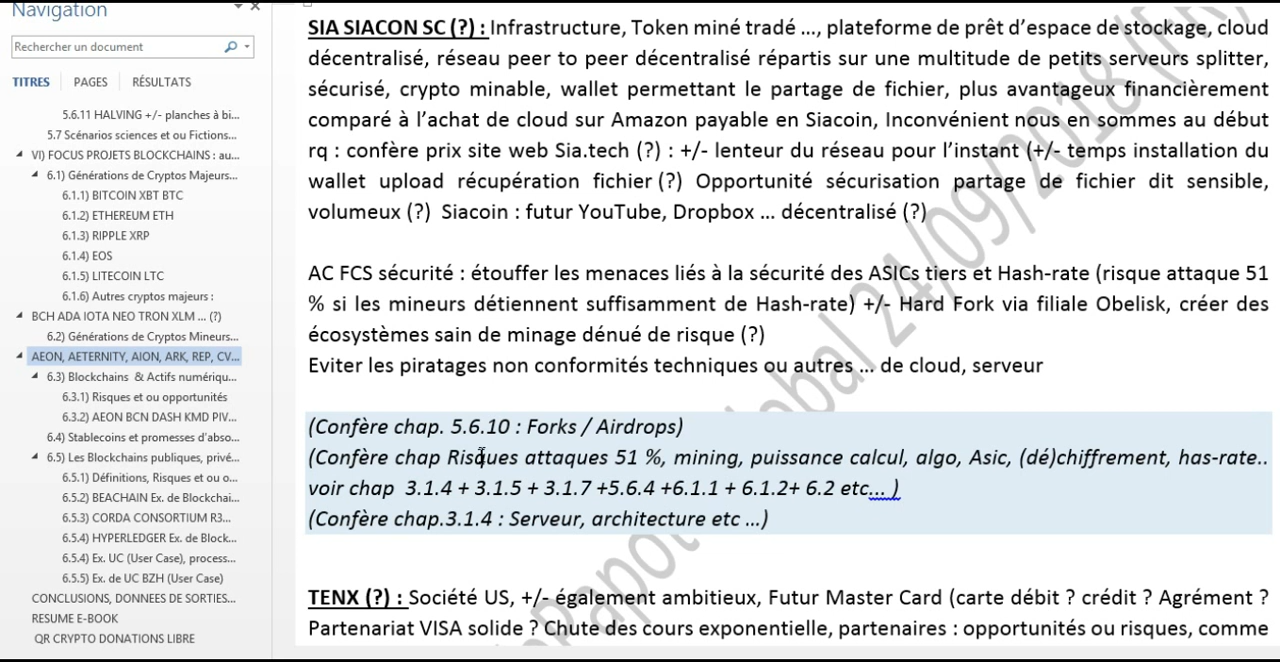 Navigation
Rechercher un document
TITRES PAGES RÉSULTATS
5.6.11 HALVING +/- planches à bi...
5.7 Scénarios sciences et ou Fictions...
VI) FOCUS PROJETS BLOCKCHAINS : au...
6.1) Générations de Cryptos Majeurs...
6.1.1) BITCOIN XBT BTC
6.1.2) ETHEREUM ETH
6.1.3) RIPPLE XRP
6.1.4) EOS
6.1.5) LITECOIN LTC
6.1.6) Autres cryptos majeurs :
BCH ADA IOTA NEO TRON XLM ... (?)
6.2) Générations de Cryptos Mineurs...
AEON, AETERNITY, AION, ARK, REP, CV...
6.3) Blockchains & Actifs numériqu...
6.3.1) Risques et ou opportunités
6.3.2) AEON BCN DASH KMD PIV...
6.4) Stablecoins et promesses d'abso...
6.5) Les Blockchains publiques, privé...
6.5.1) Définitions, Risques et ou o...
6.5.2) BEACHAIN Ex. de Blockchai...
6.5.3) CORDA CONSORTIUM R3...
6.5.4) HYPERLEDGER Ex. de Block...
6.5.4) Ex. UC (User Case), process...
6.5.5) Ex. de UC BZH (User Case)
CONCLUSIONS, DONNEES DE SORTIES...
RESUME E-BOOK
QR CRYPTO DONATIONS LIBRE
SIA SIACON SC (?) : Infrastructure, Token miné tradé ..., plateforme de prêt d'espace de stockage, cloud
décentralisé, réseau peer to peer décentralisé répartis sur une multitude de petits serveurs splitter,
sécurisé, crypto minable, wallet permettant le partage de fichier, plus avantageux financièrement
comparé à l'achat de cloud sur Amazon payable en Siacoin, Inconvénient nous en sommes au début
rq : confère prix site web Sia.tech (?) : +/- lenteur du réseau pour l'instant (+/- temps installation du
wallet upload récupération fichier (?) Opportunité sécurisation partage de fichier dit sensible,
volumeux (?) Siacoin : futur YouTube, Dropbox ... décentralisé (?)
AC FCS sécurité : étouffer les menaces liés à la sécurité des ASICs tiers et Hash-rate (risque attaque 51
% si les mineurs détiennent suffisamment de Hash-rate) +/- Hard Fork via filiale Obelisk, créer des
écosystèmes sain de minage dénué de risque (?)
Eviter les piratages non conformités techniques ou autres ... de cloud, serveur
(Confère chap. 5.6.10 : Forks / Airdrops)
(Confère chap Risques attaques 51 %, mining, puissance calcul, algo, Asic, (dé)chiffrement, has-rate..
voir chap 3.1.4 + 3.1.5 + 3.1.7 +5.6.4 +6.1.1 + 6.1.2+ 6.2 etc... )
(Confère chap.3.1.4 : Serveur, architecture etc ...)
TENX (?) : Société US, +/- également ambitieux, Futur Master Card (carte débit ? crédit ? Agrément ?
Partenariat VISA solide ? Chute des cours exponentielle, partenaires : opportunités ou risques, comme